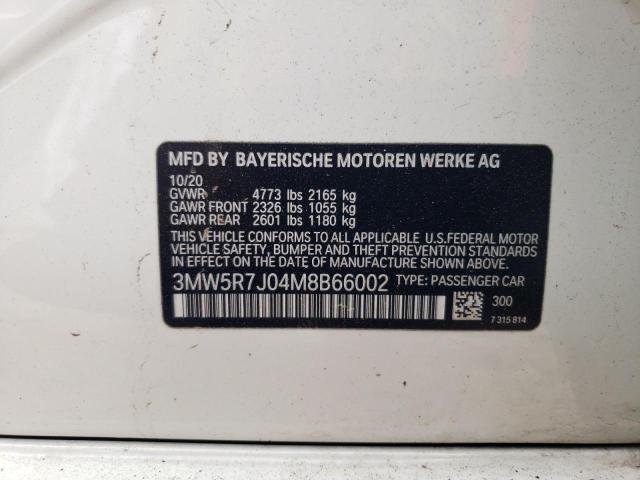 MFD BY BAYERISCHE MOTOREN WERKE AG
10/20
GVWR 4773 lbs 2165 kg
GAWR FRONT 2326 lbs 1055 kg
GAWR REAR 2601 lbs 1180 kg
THIS VEHICLE CONFORMS TO ALL APPLICABLE U.S.FEDERAL MOTOR
VEHICLE SAFETY, BUMPER AND THEFT PREVENTION STANDARDS
IN EFFECT ON THE DATE OF MANUFACTURE SHOWN ABOVE.
3MW5R7J04M8B66002 TYPE: PASSENGER CAR
300
7 315 814